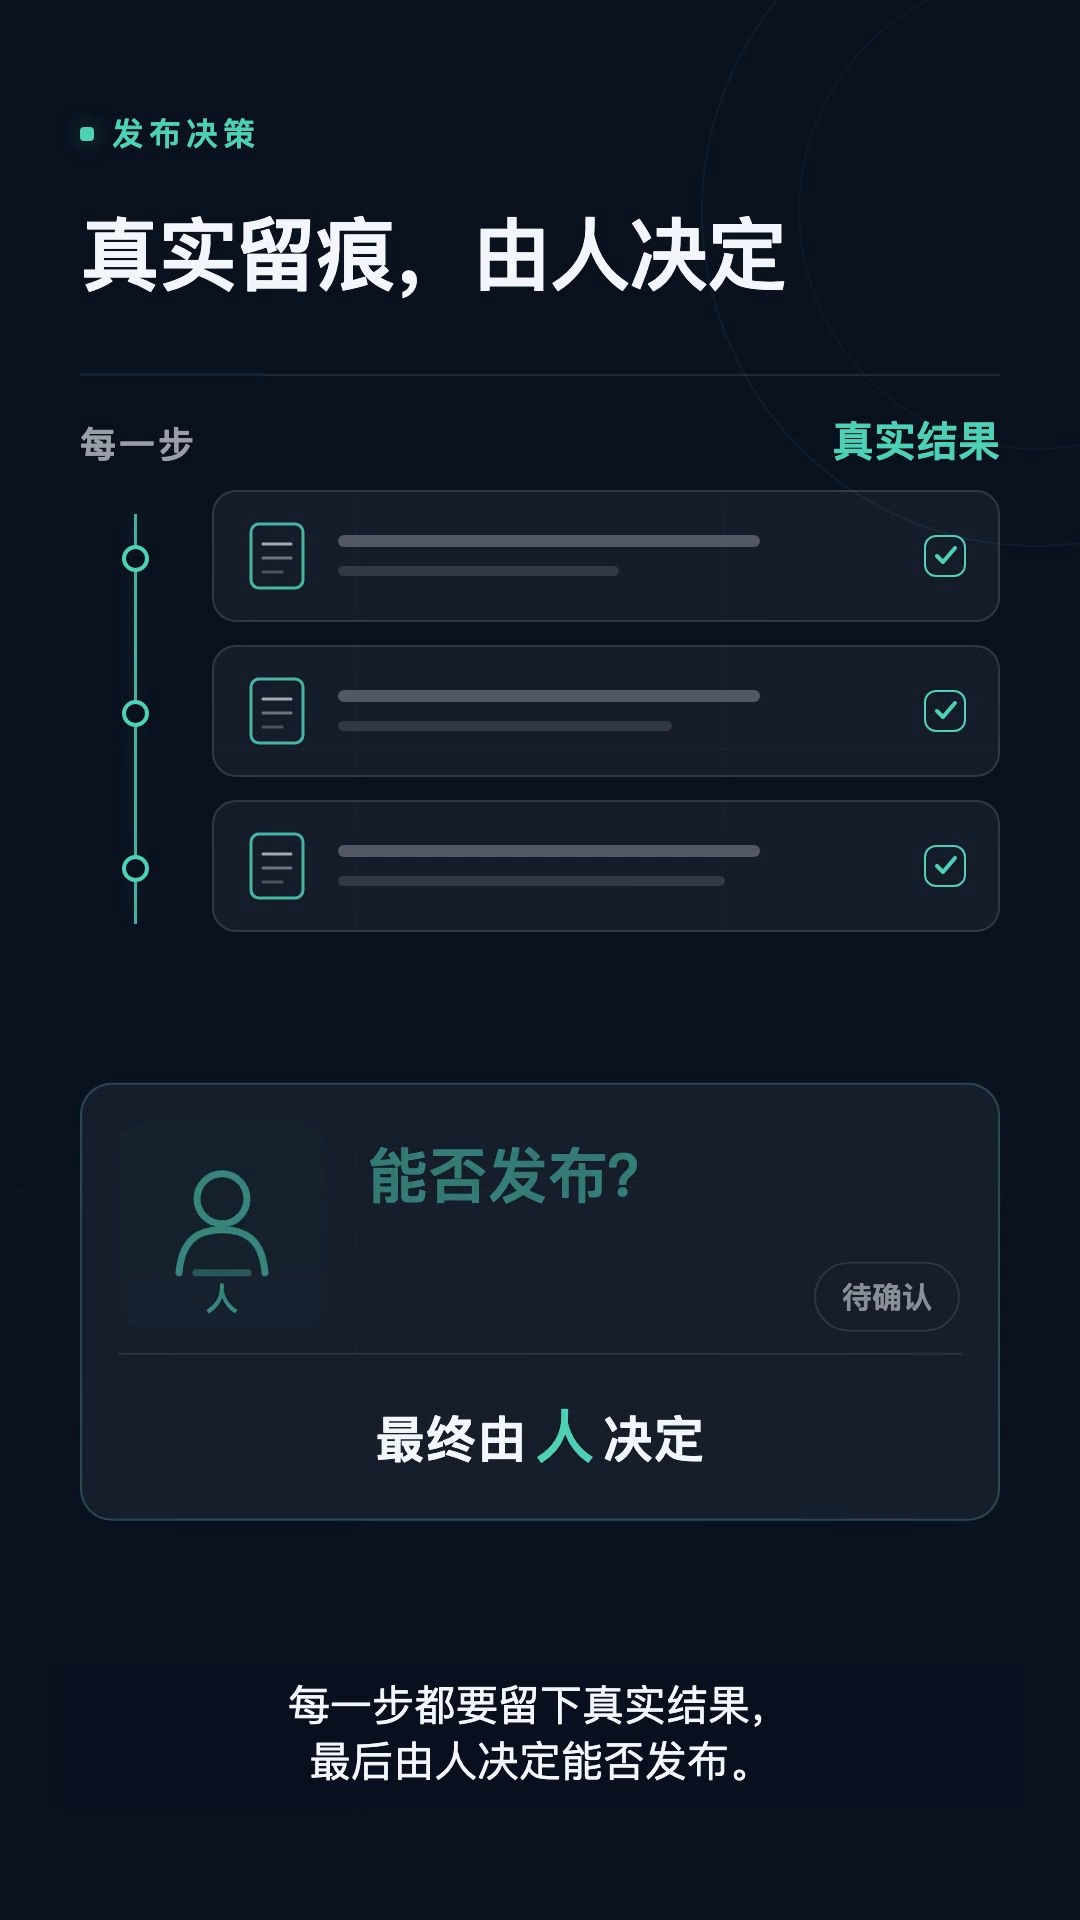 发布决策
真实留痕，由人决定
每一步
真实结果
能否发布?
人
待确认
最终由人决定
每一步都要留下真实结果，
最后由人决定能否发布。